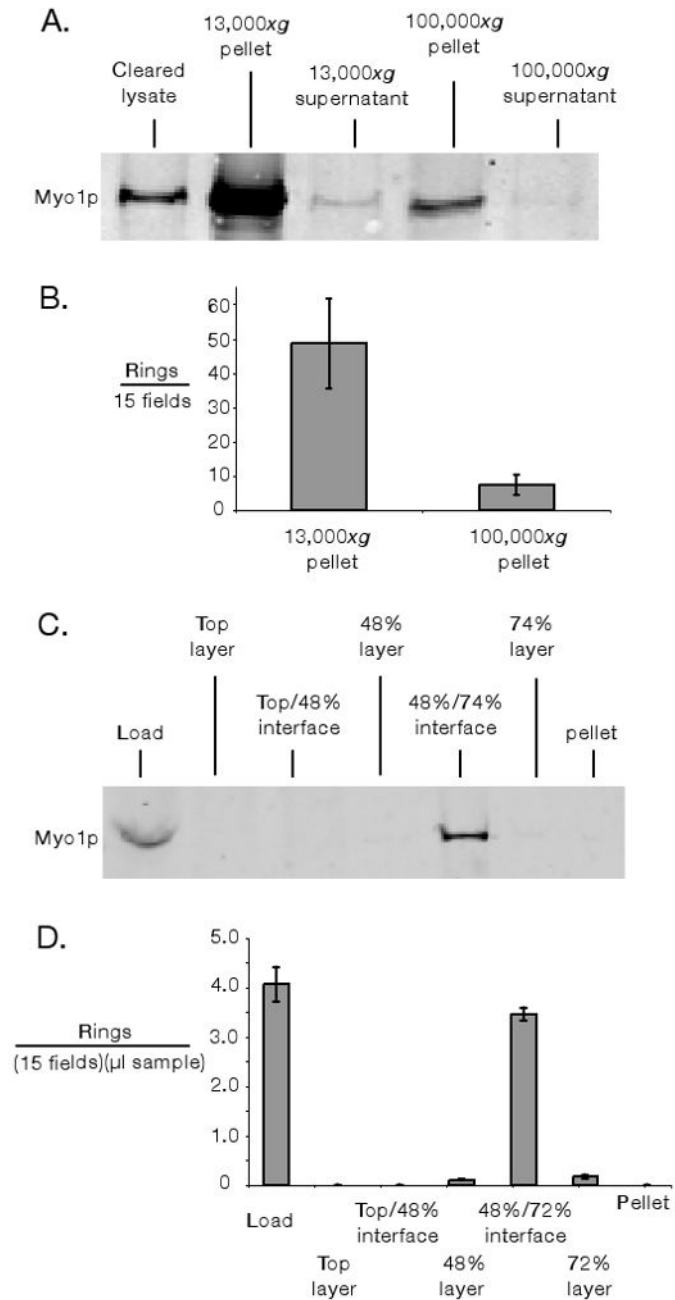 A.
13,000xg
pellet
100,000xg
pellet
Cleared
lysate
13,000xg
supernatant
100,000xg
supernatant
Myo1p
B.
Rings
15 fields
60
50
40
30
20
10
0
13,000xg
pellet
100,000xg
pellet
C.
Top
layer
48%
layer
74%
layer
Load
Top/48%
interface
48%/74%
interface
pellet
Myo1p
D.
Rings
(15 fields)(µl sample)
5.0
4.0
3.0
2.0
1.0
0
Load
Top/48%
interface
48%/72%
interface
Pellet
Top
layer
48%
layer
72%
layer